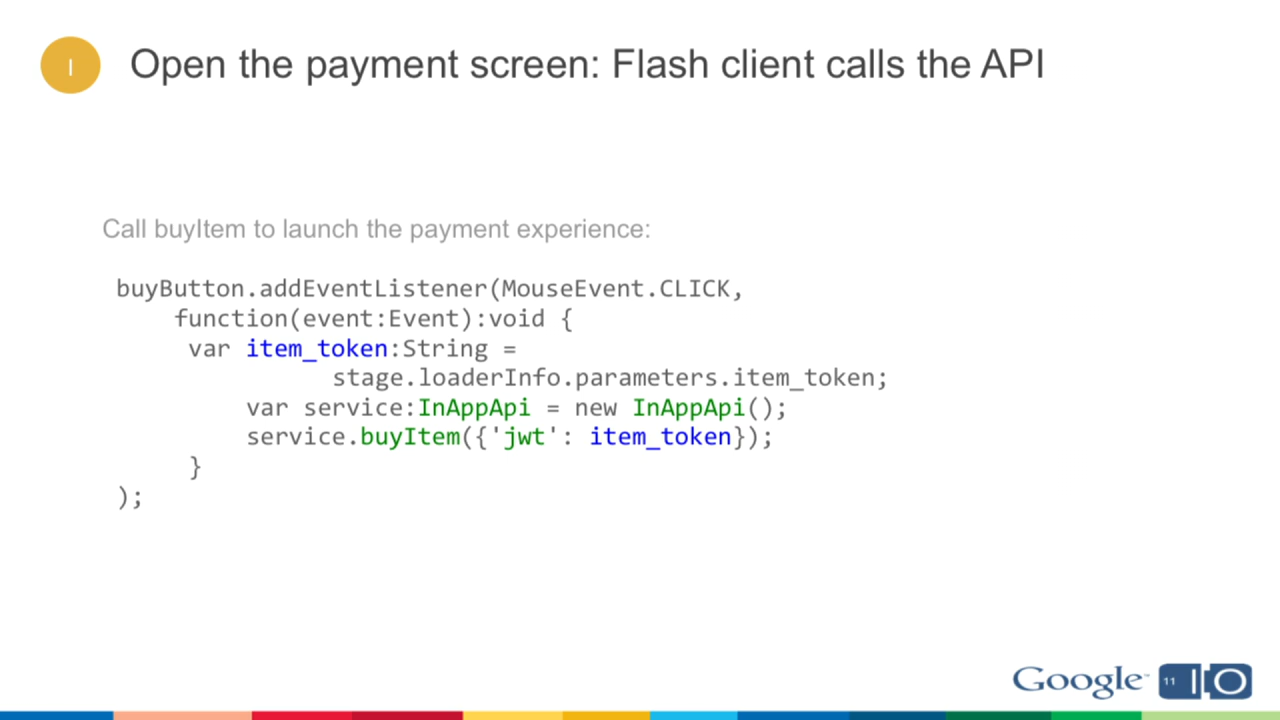 I
Open the payment screen: Flash client calls the API
Call buyItem to launch the payment experience:
buyButton.addEventListener(MouseEvent.CLICK,
function(event:Event):void {
var item_token:String =
stage.loaderInfo.parameters.item_token;
var service:InAppApi = new InAppApi();
service.buyItem({'jwt': item_token});
}
);
Google™ 11 IO